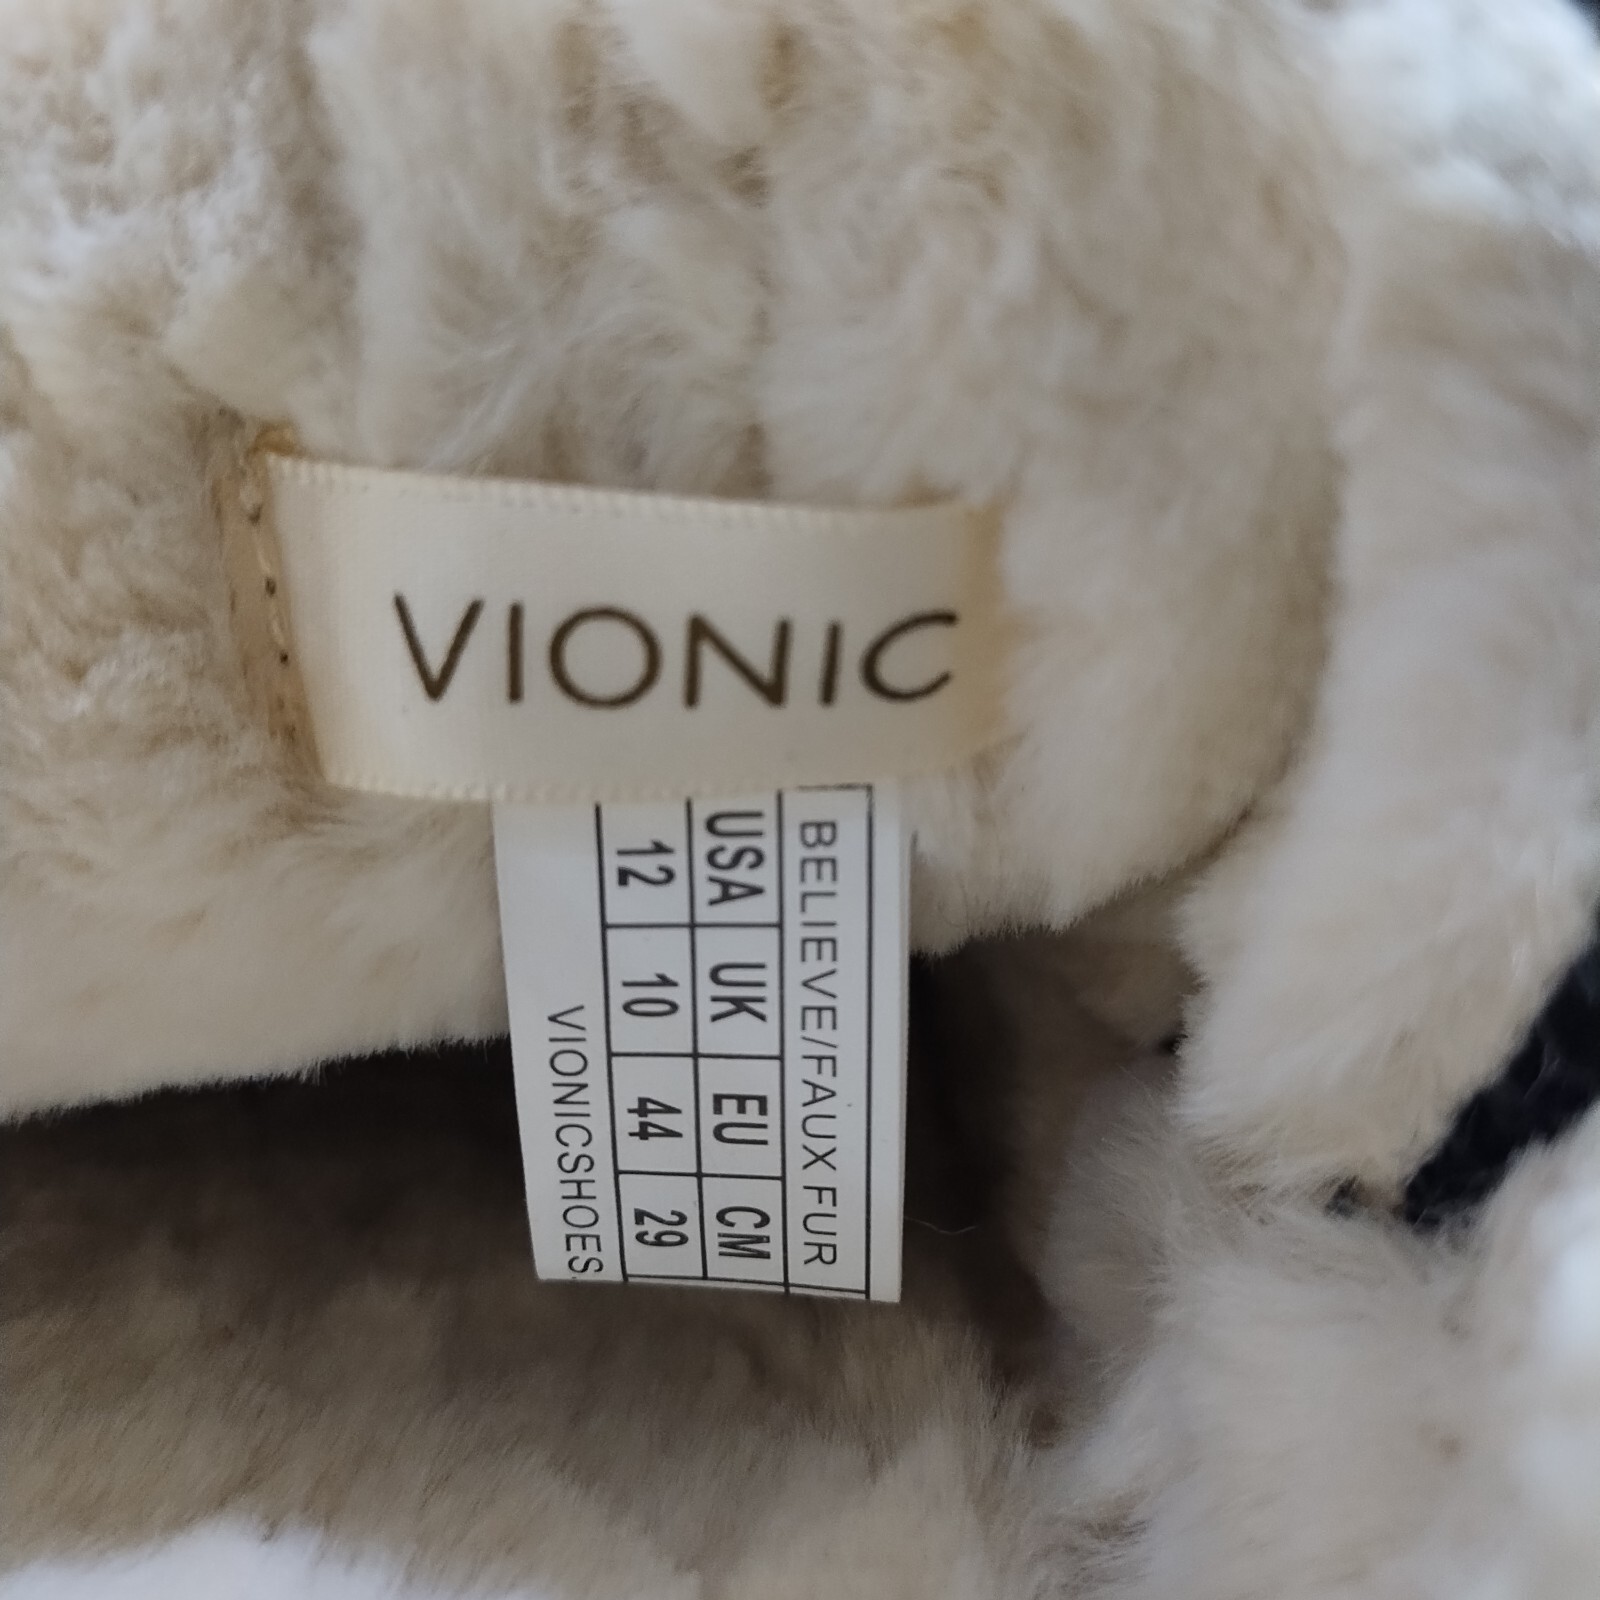 VIONIC
BELIEVE/FAUX FUR
USA UK EU CM
12 10 44 29
VIONICSHOES.